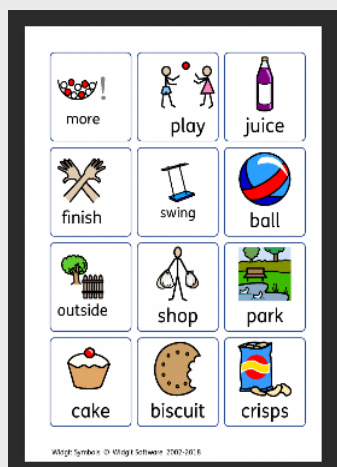 more
play
juice
finish
swing
ball
outside
shop
park
cake
biscuit
crisps
Widgit Symbols © Widgit Software 2002-2018